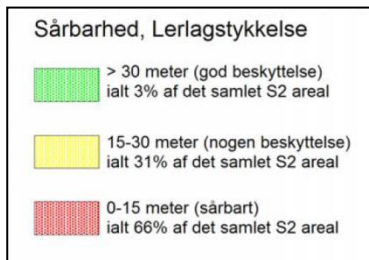 Sårbarhed, Lerlagstykkelse
> 30 meter (god beskyttelse)
ialt 3% af det samlet S2 areal
15-30 meter (nogen beskyttelse)
ialt 31% af det samlet S2 areal
0-15 meter (sårbart)
ialt 66% af det samlet S2 areal